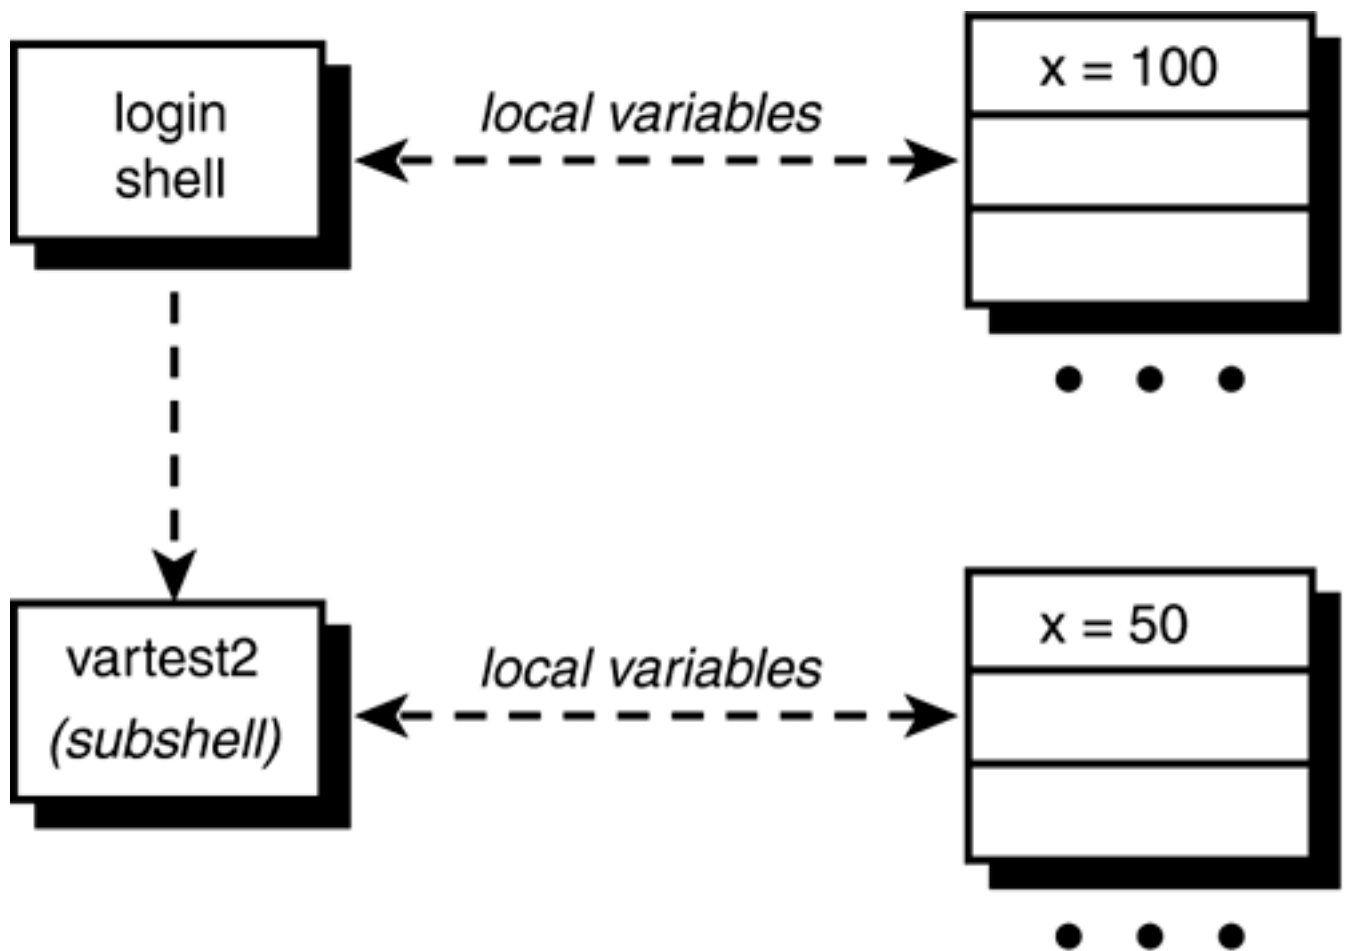 login
shell
local variables
x = 100
vartest2
(subshell)
local variables
x = 50